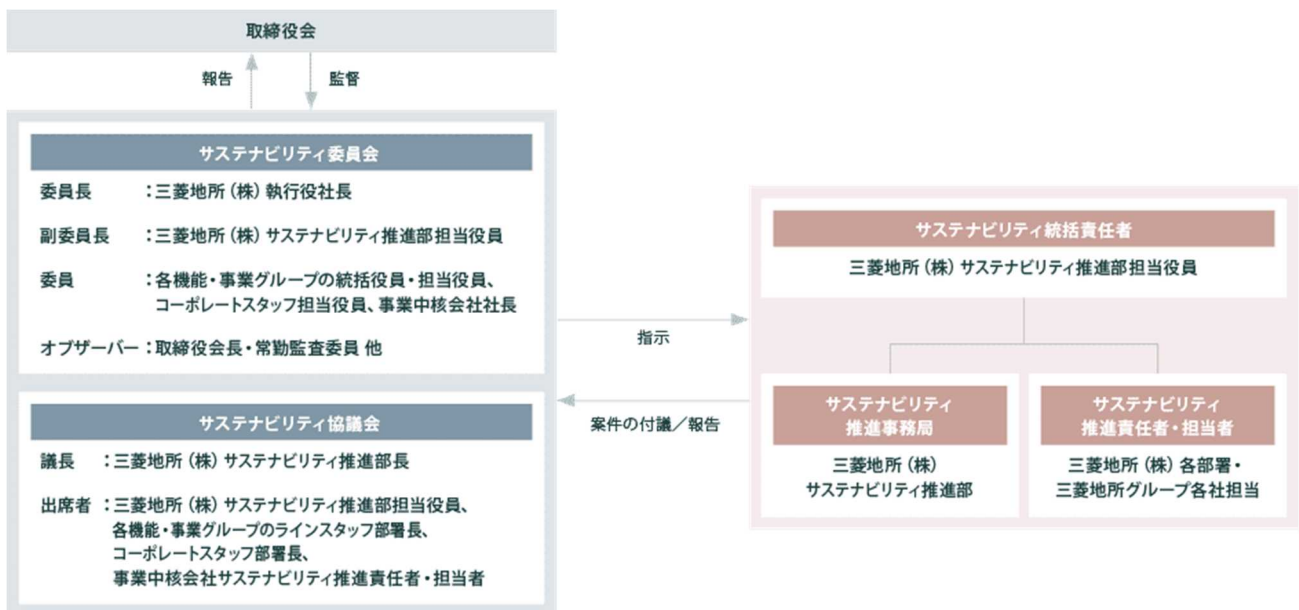 取締役会
報告
監督
サステナビリティ委員会
委員長 ：三菱地所（株）執行役社長
副委員長 ：三菱地所（株）サステナビリティ推進部担当役員
委員 ：各機能・事業グループの統括役員・担当役員、
コーポレートスタッフ担当役員、事業中核会社社長
オブザーバー ：取締役会長・常勤監査委員 他
サステナビリティ協議会
議長 ：三菱地所（株）サステナビリティ推進部長
出席者 ：三菱地所（株）サステナビリティ推進部担当役員、
各機能・事業グループのラインスタッフ部署長、
コーポレートスタッフ部署長、
事業中核会社サステナビリティ推進責任者・担当者
指示
案件の付議／報告
サステナビリティ統括責任者
三菱地所（株）サステナビリティ推進部担当役員
サステナビリティ
推進事務局
三菱地所（株）
サステナビリティ推進部
サステナビリティ
推進責任者・担当者
三菱地所（株）各部署・
三菱地所グループ各社担当